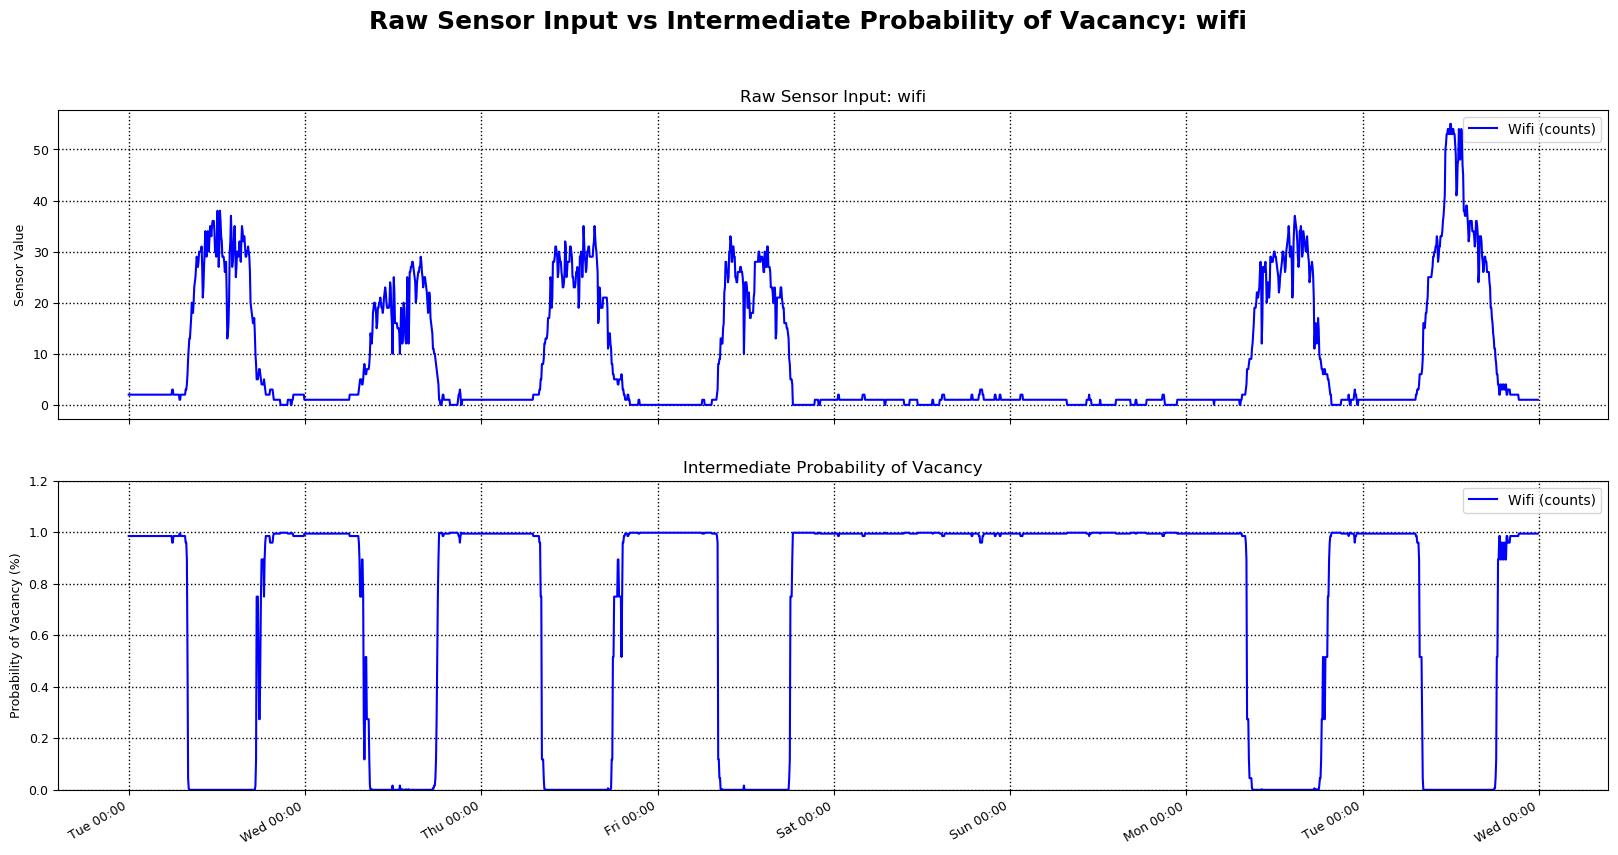 Raw Sensor Input vs Intermediate Probability of Vacancy: wifi
Raw Sensor Input: wifi
Wifi (counts)
Sensor Value
50
40
30
20
10
0
Intermediate Probability of Vacancy
Wifi (counts)
Probability of Vacancy (%)
1.2
1.0
0.8
0.6
0.4
0.2
0.0
Tue 00:00
Wed 00:00
Thu 00:00
Fri 00:00
Sat 00:00
Sun 00:00
Mon 00:00
Tue 00:00
Wed 00:00